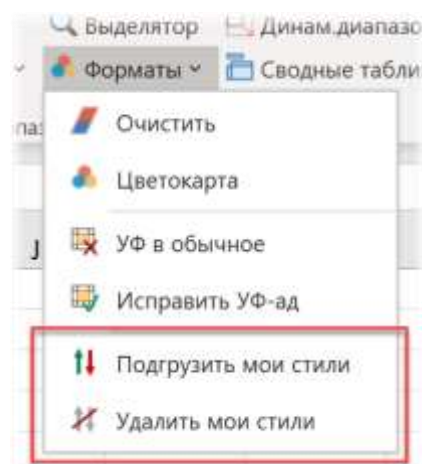 Выделятор Динам.диапазо
Форматы Сводные табли
паз
Очистить
Цветокарта
J
УФ в обычное
Исправить УФ-ад
Подгрузить мои стили
Удалить мои стили